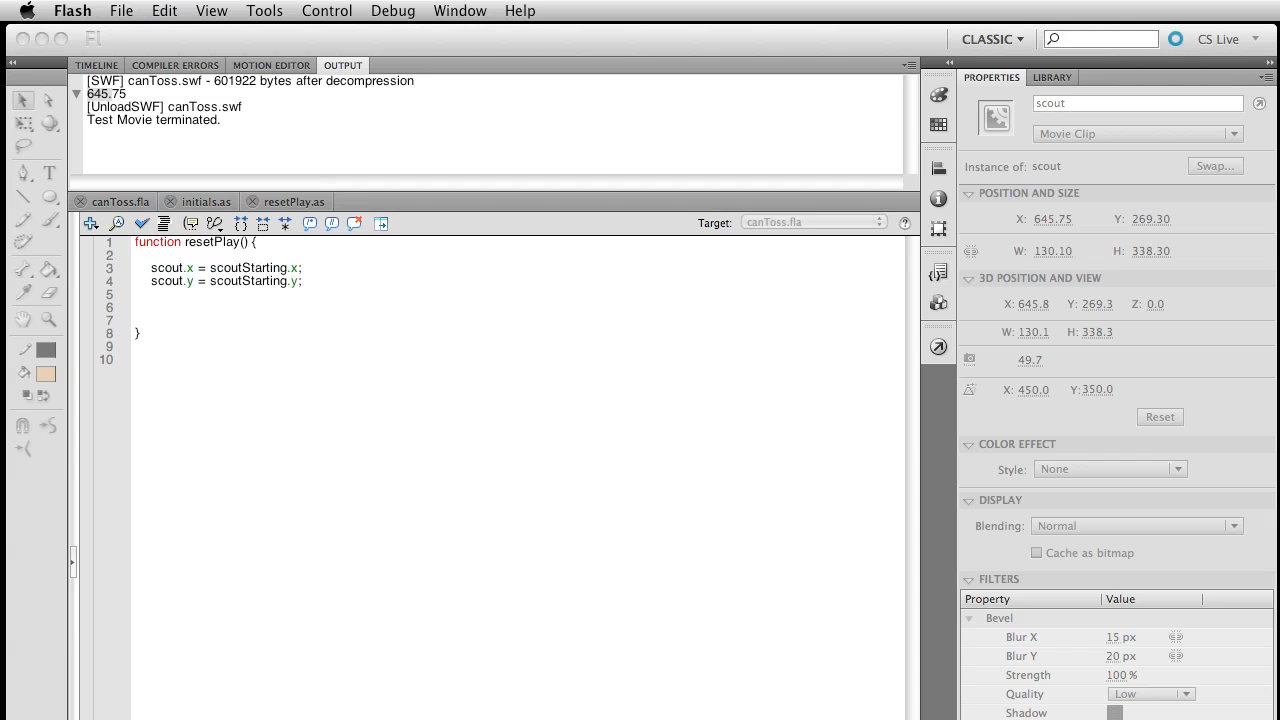 Flash File Edit View Tools Control Debug Window Help
Fl CLASSIC CS Live
TIMELINE COMPILER ERRORS MOTION EDITOR OUTPUT
[SWF] canToss.swf - 601922 bytes after decompression
645.75
[UnloadSWF] canToss.swf
Test Movie terminated.
canToss.fla initials.as resetPlay.as
Target: canToss.fla
1 function resetPlay() {
2
3 scout.x = scoutStarting.x;
4 scout.y = scoutStarting.y;
5
6
7
8 }
9
10
PROPERTIES LIBRARY
scout
Movie Clip
Instance of: scout Swap...
POSITION AND SIZE
X: 645.75 Y: 269.30
W: 130.10 H: 338.30
3D POSITION AND VIEW
X: 645.8 Y: 269.3 Z: 0.0
W: 130.1 H: 338.3
49.7
X: 450.0 Y: 350.0
Reset
COLOR EFFECT
Style: None
DISPLAY
Blending: Normal
Cache as bitmap
FILTERS
Property Value
Bevel
Blur X 15 px
Blur Y 20 px
Strength 100 %
Quality Low
Shadow